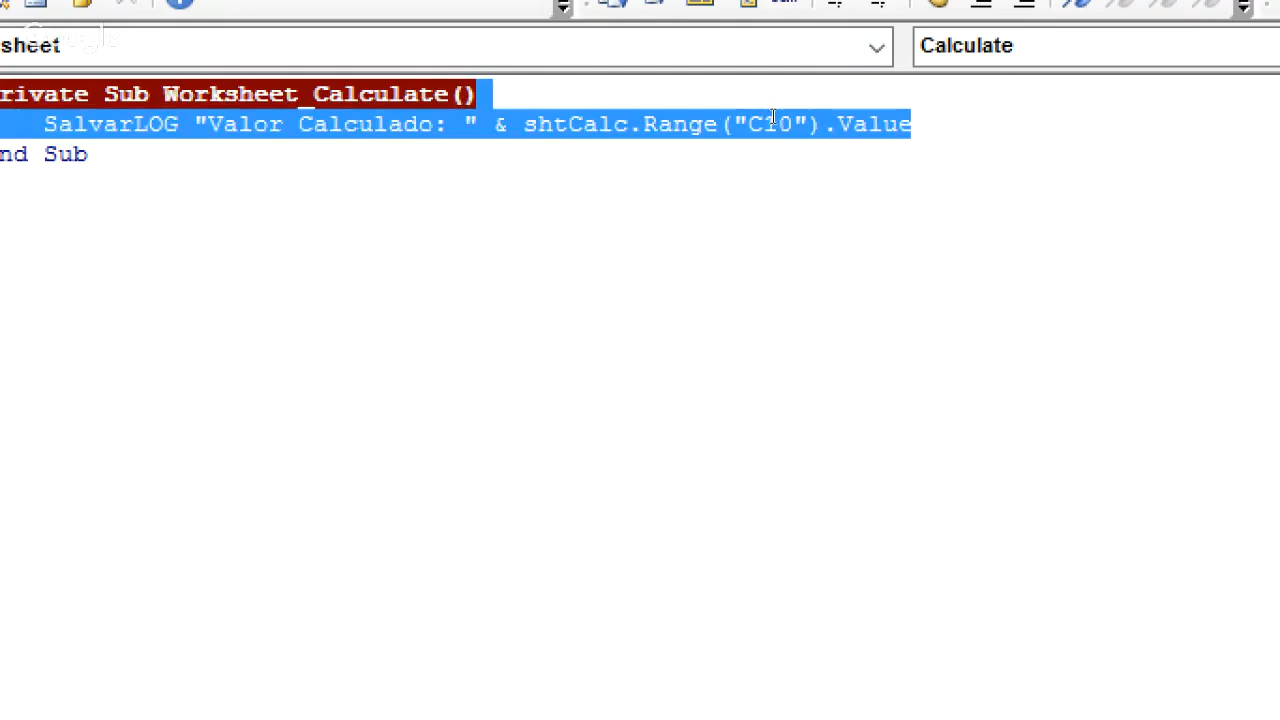 sheet
Calculate
rivate Sub Worksheet_Calculate()
SalvarLOG "Valor Calculado: " & shtCalc.Range("C10").Value
nd Sub